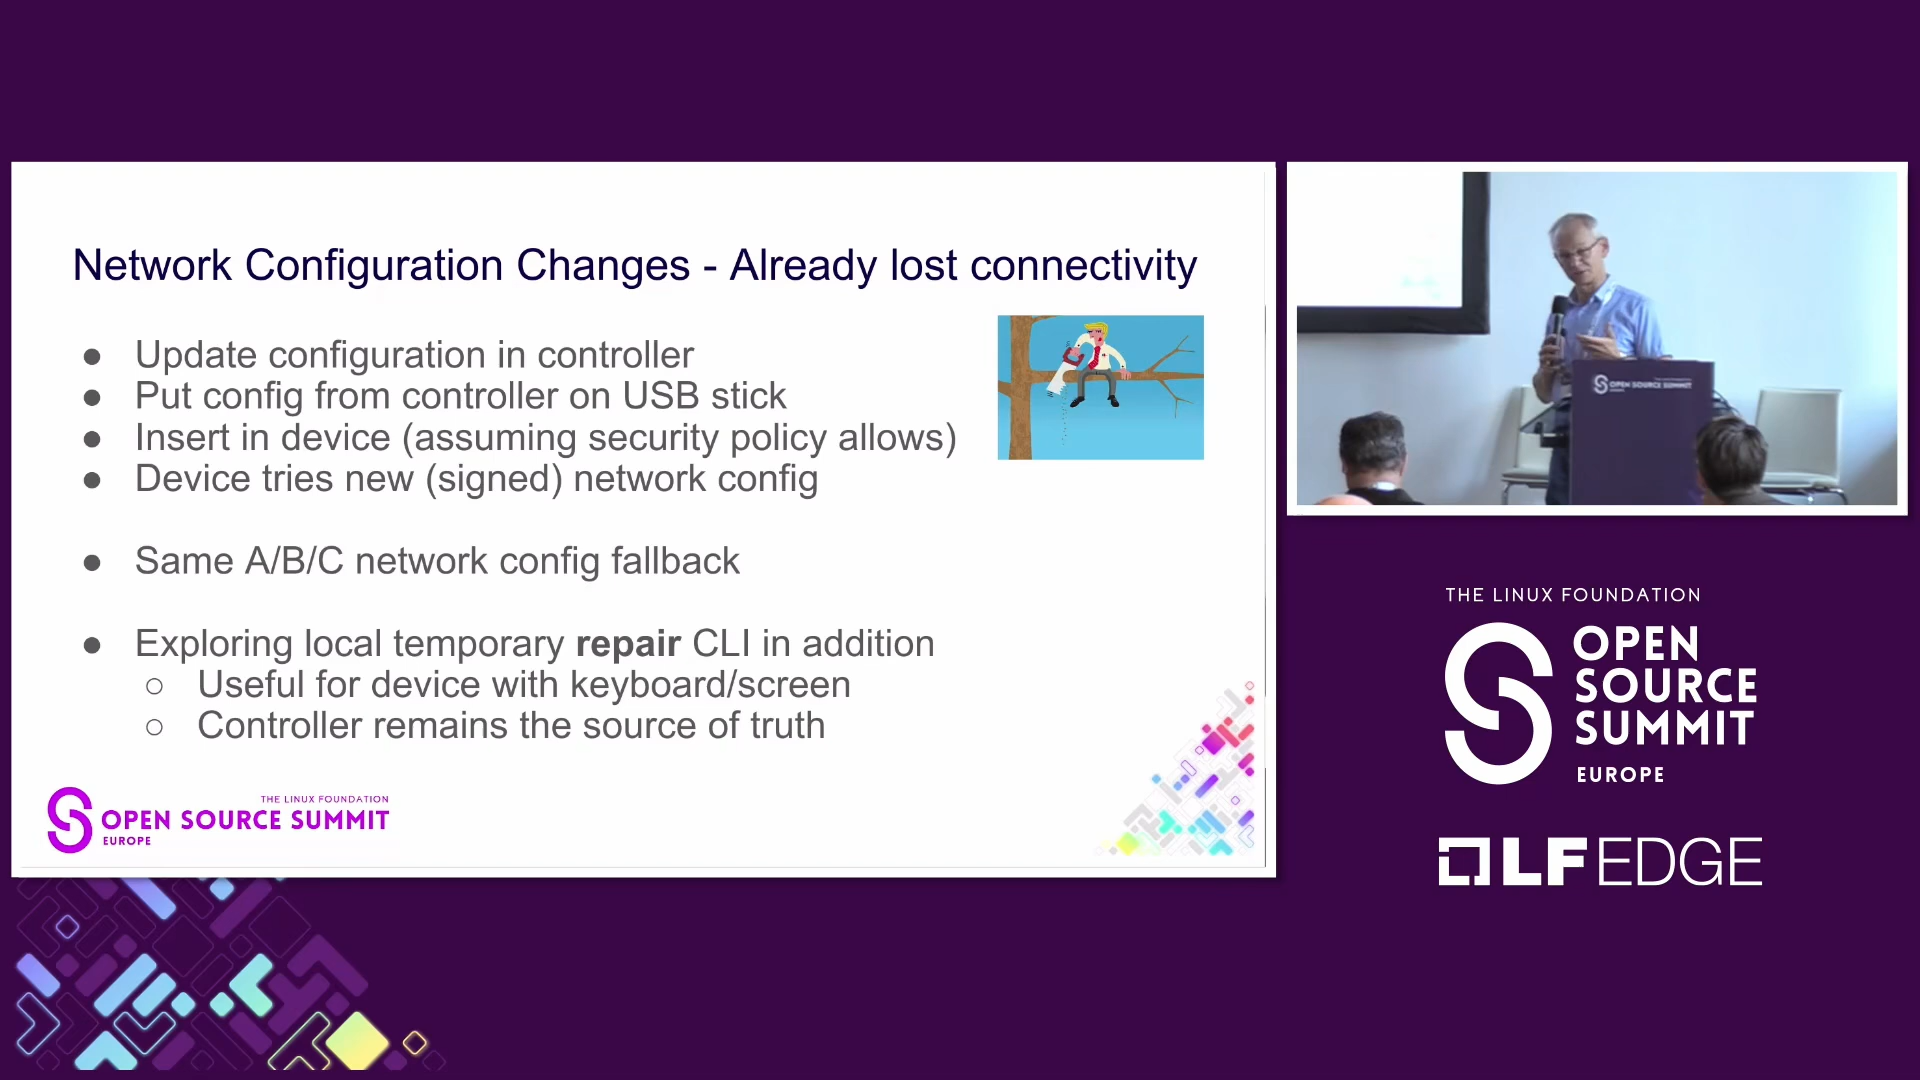 Network Configuration Changes - Already lost connectivity
● Update configuration in controller
● Put config from controller on USB stick
● Insert in device (assuming security policy allows)
● Device tries new (signed) network config
● Same A/B/C network config fallback
● Exploring local temporary repair CLI in addition
○ Useful for device with keyboard/screen
○ Controller remains the source of truth
THE LINUX FOUNDATION
OPEN SOURCE SUMMIT
EUROPE
OPEN SOURCE SUMMIT
THE LINUX FOUNDATION
OPEN
SOURCE
SUMMIT
EUROPE
LF EDGE